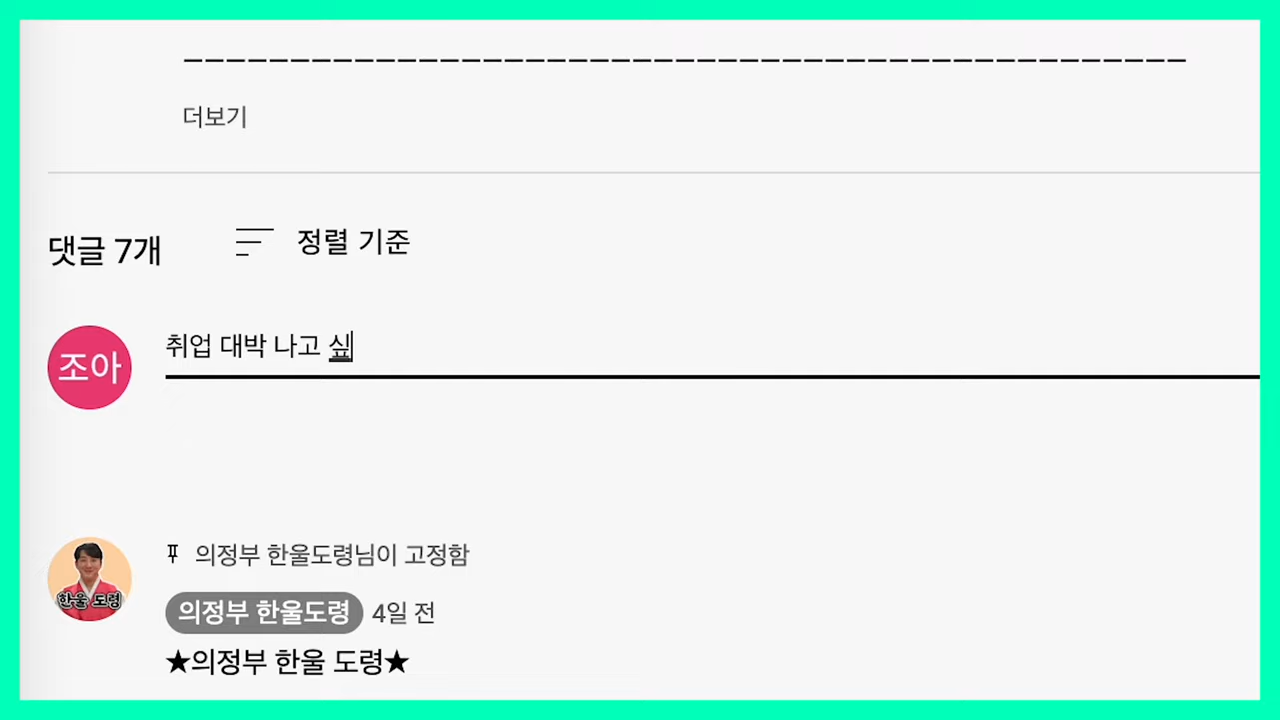 더보기
댓글 7개
정렬 기준
조아
취업 대박 나고 싶
의정부 한울도령님이 고정함
한울 도령
의정부 한울도령 4일 전
★의정부 한울 도령★